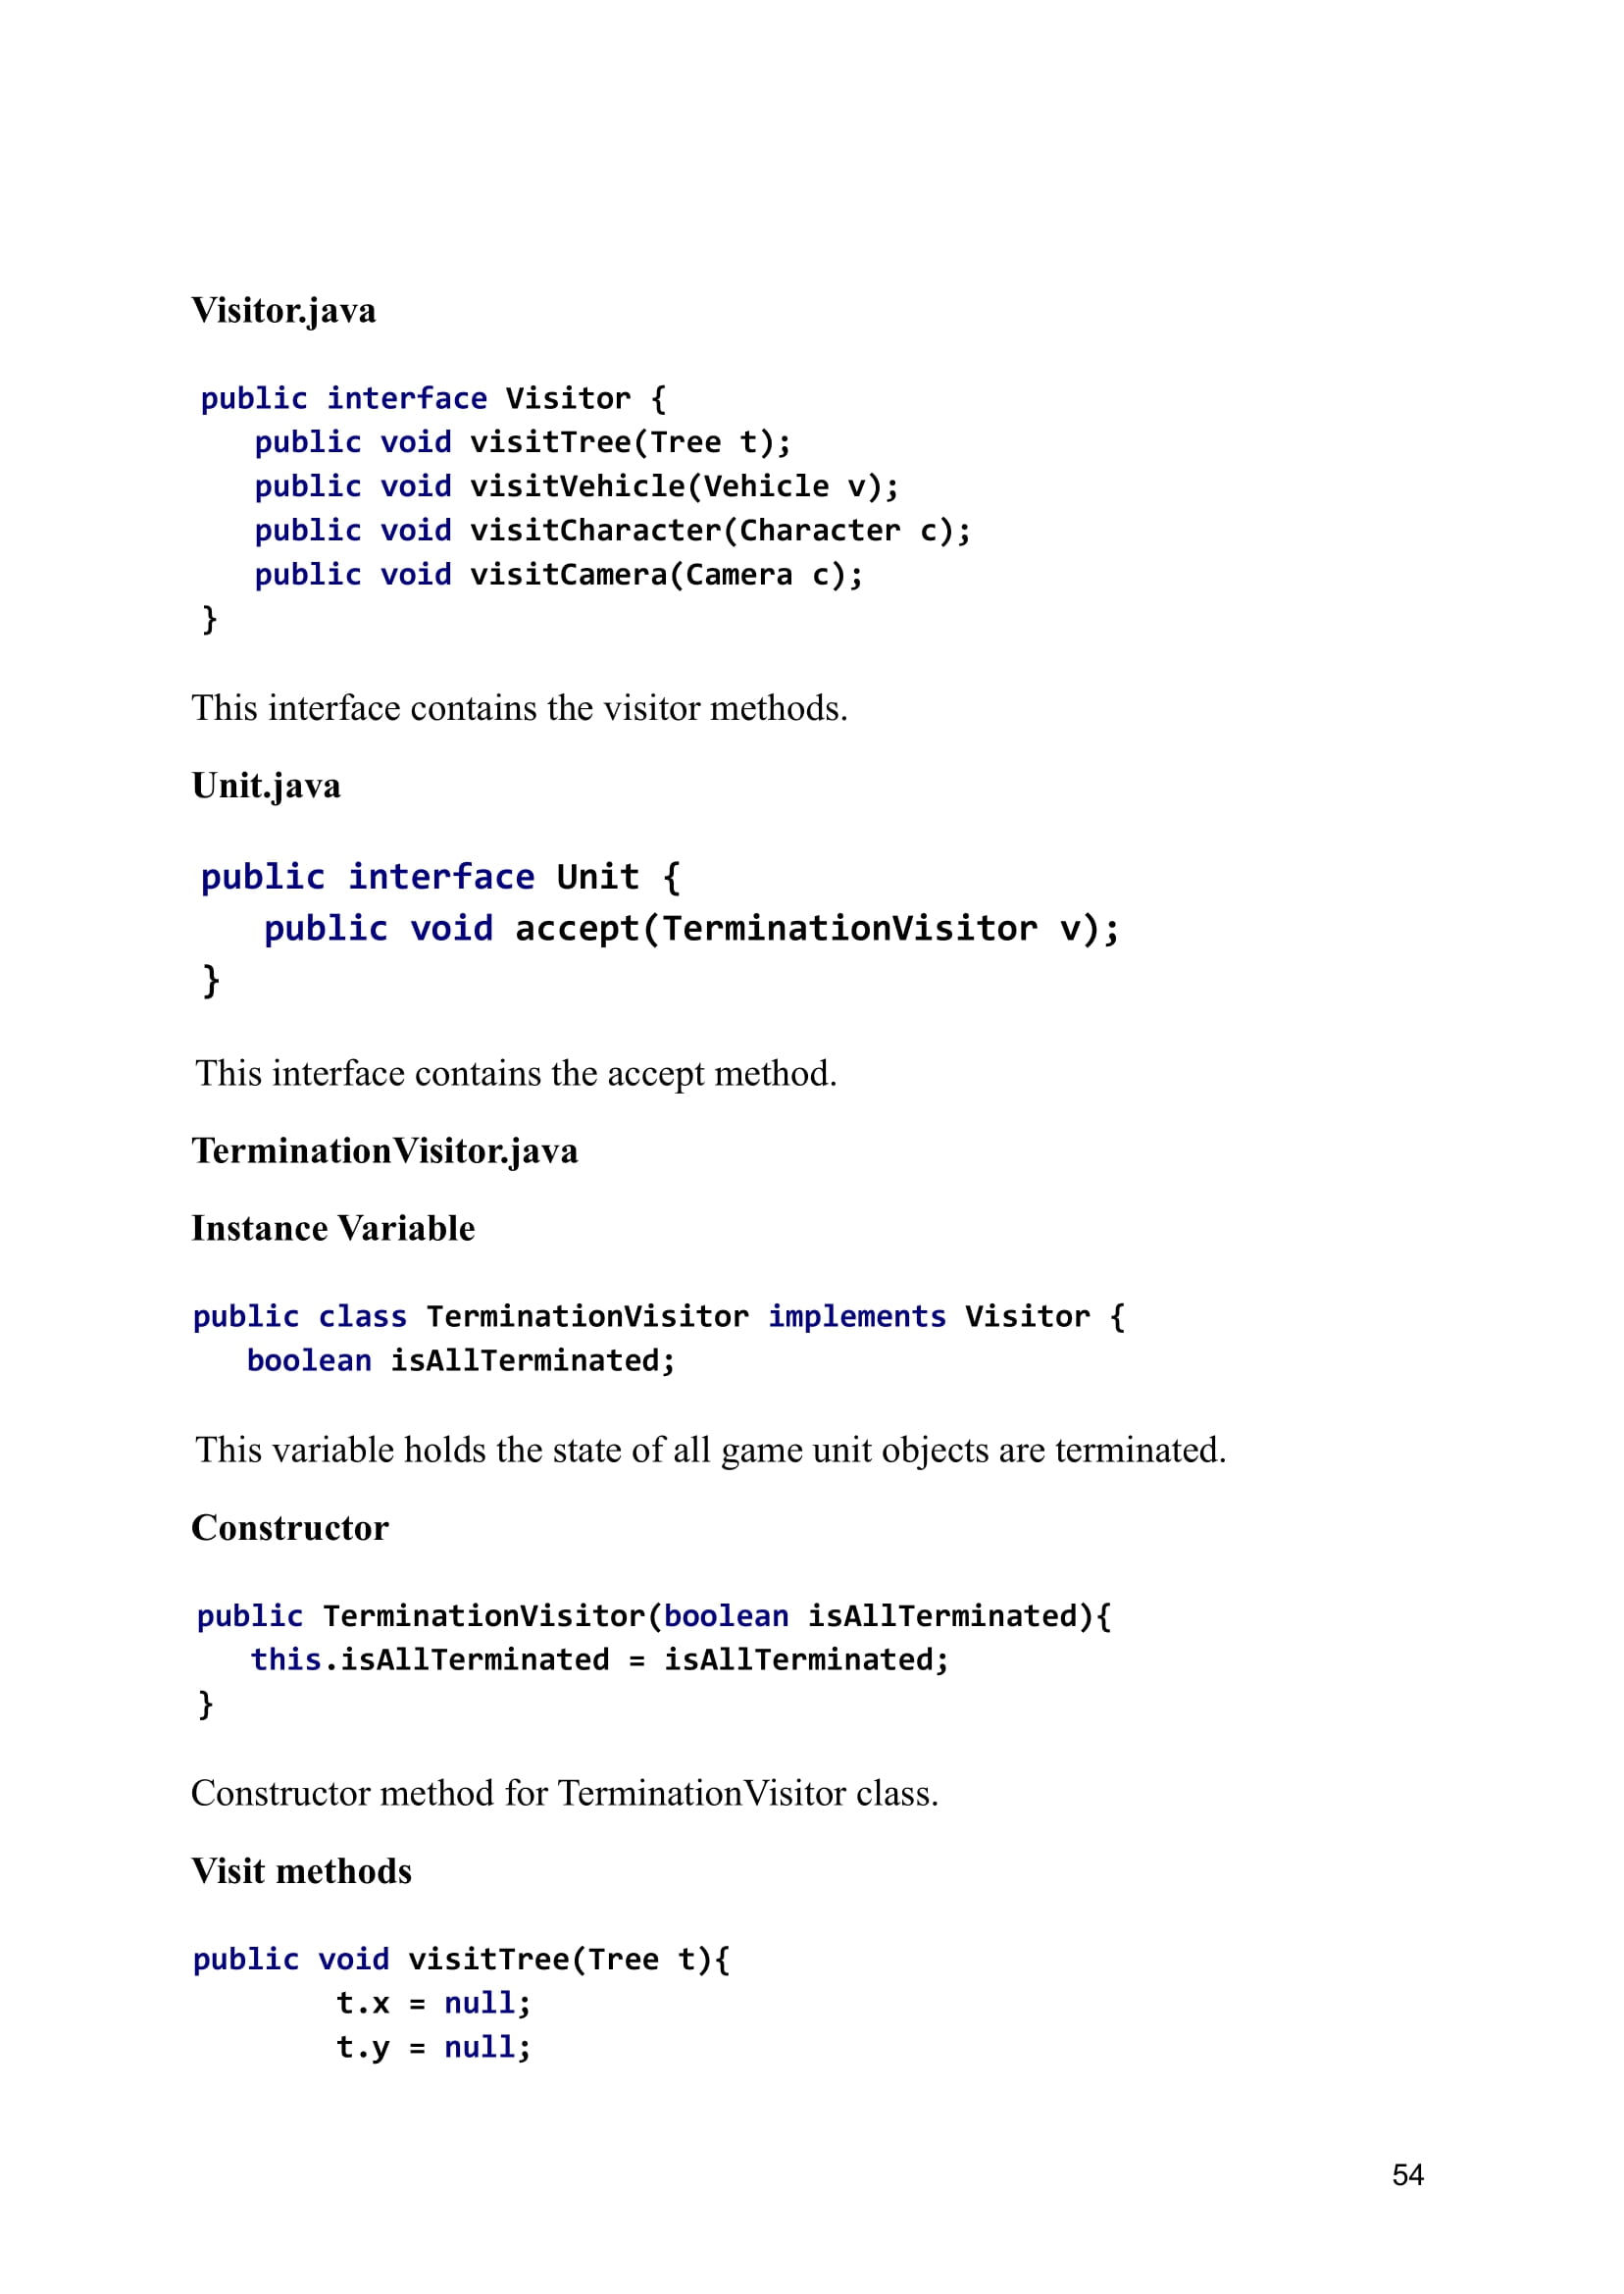 Visitor.java
public interface Visitor {
   public void visitTree(Tree t);
   public void visitVehicle(Vehicle v);
   public void visitCharacter(Character c);
   public void visitCamera(Camera c);
}
This interface contains the visitor methods.
Unit.java
public interface Unit {
   public void accept(TerminationVisitor v);
}
This interface contains the accept method.
TerminationVisitor.java
Instance Variable
public class TerminationVisitor implements Visitor {
   boolean isAllTerminated;
This variable holds the state of all game unit objects are terminated.
Constructor
public TerminationVisitor(boolean isAllTerminated){
   this.isAllTerminated = isAllTerminated;
}
Constructor method for TerminationVisitor class.
Visit methods
public void visitTree(Tree t){
        t.x = null;
        t.y = null;
54